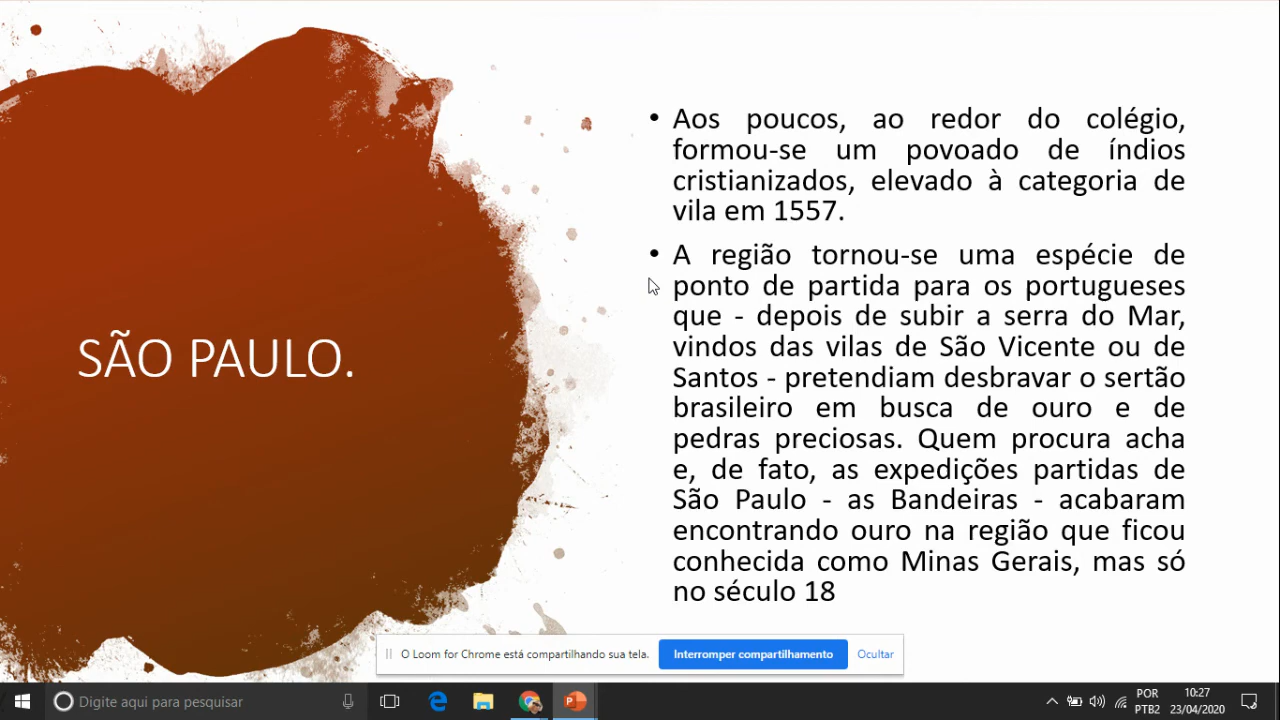 Aos poucos, ao redor do colégio,
formou-se um povoado de índios
cristianizados, elevado à categoria de
vila em 1557.
A região tornou-se uma espécie de
ponto de partida para os portugueses
que - depois de subir a serra do Mar,
vindos das vilas de São Vicente ou de
Santos - pretendiam desbravar o sertão
brasileiro em busca de ouro e de
pedras preciosas. Quem procura acha
e, de fato, as expedições partidas de
São Paulo - as Bandeiras - acabaram
encontrando ouro na região que ficou
conhecida como Minas Gerais, mas só
no século 18
SÃO PAULO.
O Loom for Chrome está compartilhando sua tela.
Interromper compartilhamento
Ocultar
Digite aqui para pesquisar
POR
PTB2
10:27
23/04/2020